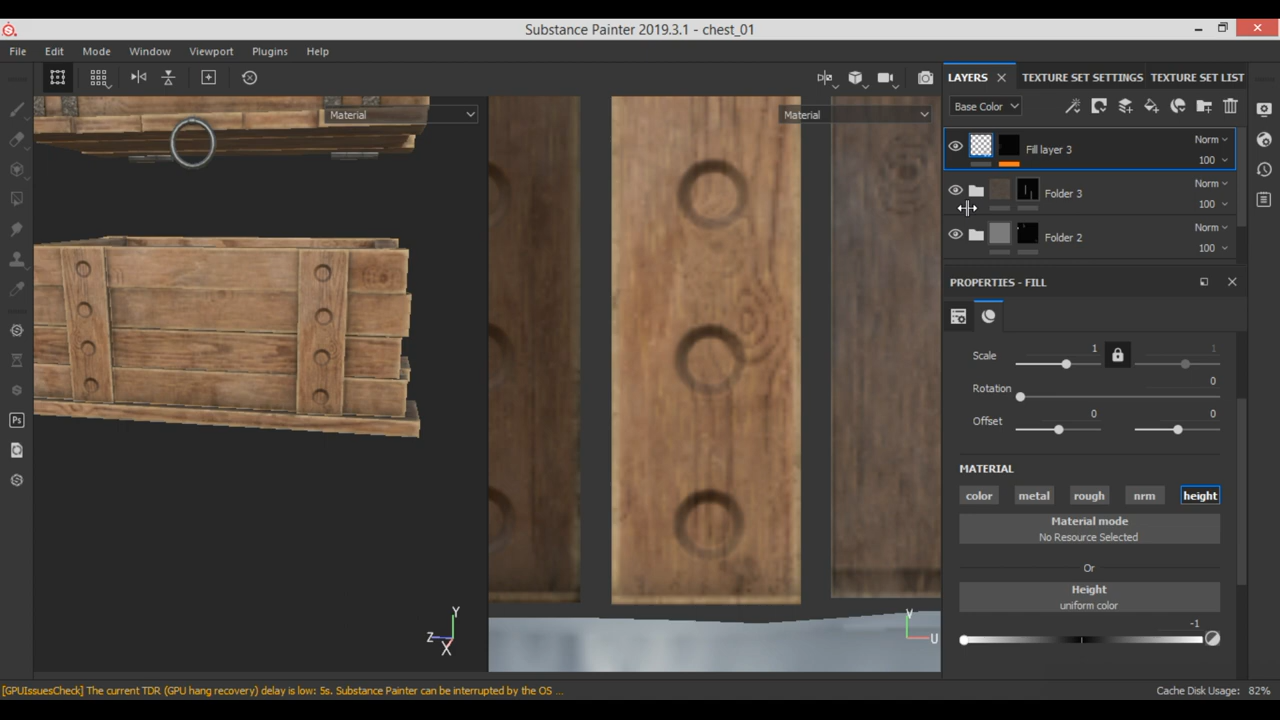 Substance Painter 2019.3.1 - chest_01
File Edit Mode Window Viewport Plugins Help
LAYERS TEXTURE SET SETTINGS TEXTURE SET LIST
Base Color
Material
Material
Fill layer 3 Norm
100
Folder 3 Norm
100
Folder 2 Norm
100
PROPERTIES - FILL
Scale 1 1
Rotation 0
Offset 0 0
MATERIAL
color metal rough nrm height
Material mode
No Resource Selected
Or
Height
uniform color
-1
Y
Z
X
V
U
Ps
[GPUIssuesCheck] The current TDR (GPU hang recovery) delay is low: 5s. Substance Painter can be interrupted by the OS ...
Cache Disk Usage: 82%